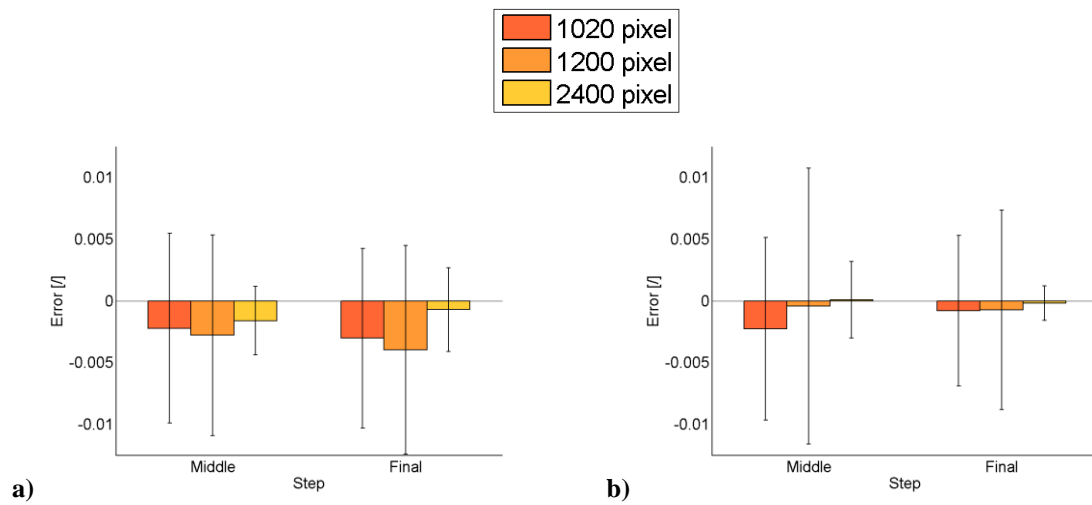 1020 pixel
1200 pixel
2400 pixel
0.01
0.005
0
-0.005
-0.01
Error [/]
Middle
Final
Step
a)
0.01
0.005
0
-0.005
-0.01
Error [/]
Middle
Final
Step
b)